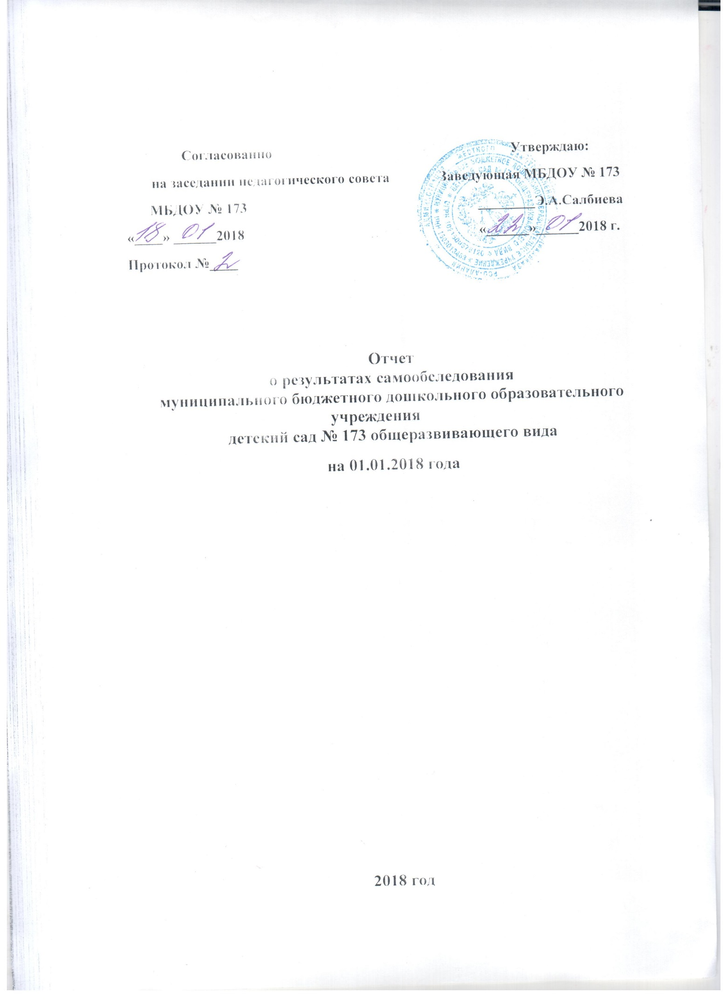 Согласованно
на заседании педагогического совета
МБДОУ № 173
«18» 01 2018
Протокол № 2
Утверждаю:
Заведующая МБДОУ № 173
Э.А.Салбиева
«22» 01 2018 г.
Отчет
о результатах самообследования
муниципального бюджетного дошкольного образовательного
учреждения
детский сад № 173 общеразвивающего вида
на 01.01.2018 года
2018 год